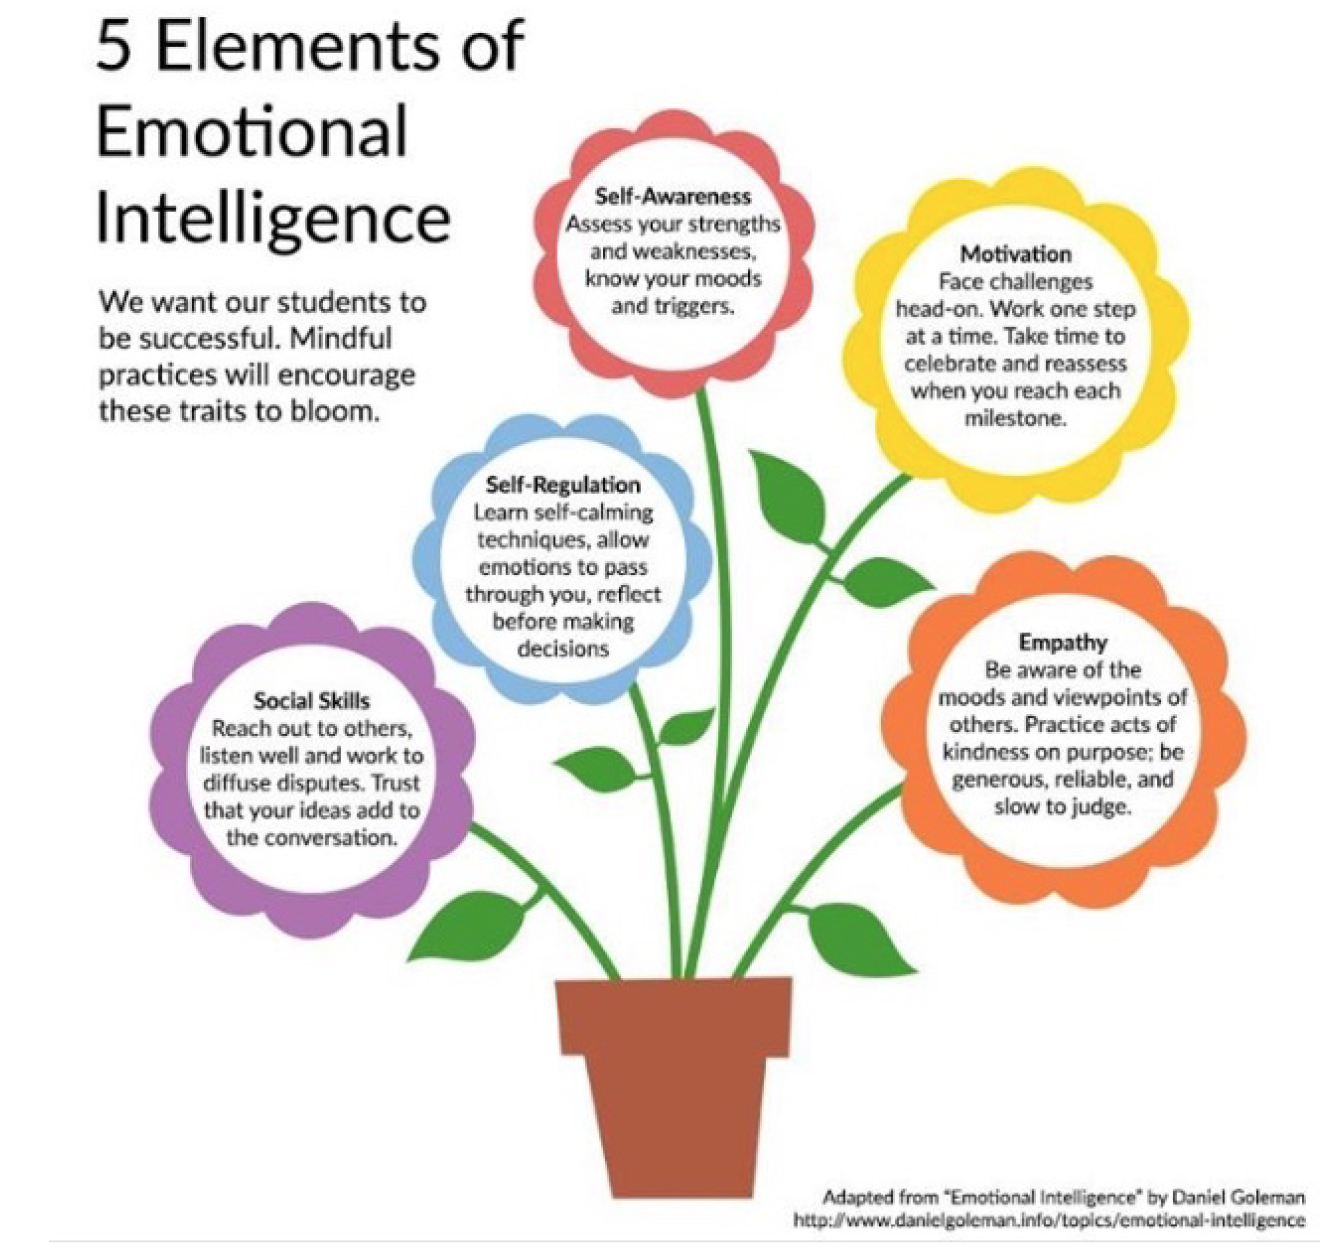 5 Elements of
Emotional
Intelligence
We want our students to
be successful. Mindful
practices will encourage
these traits to bloom.
Self-Awareness
Assess your strengths
and weaknesses,
know your moods
and triggers.
Motivation
Face challenges
head-on. Work one step
at a time. Take time to
celebrate and reassess
when you reach each
milestone.
Self-Regulation
Learn self-calming
techniques, allow
emotions to pass
through you, reflect
before making
decisions
Empathy
Be aware of the
moods and viewpoints of
others. Practice acts of
kindness on purpose; be
generous, reliable, and
slow to judge.
Social Skills
Reach out to others,
listen well and work to
diffuse disputes. Trust
that your ideas add to
the conversation.
Adapted from "Emotional Intelligence" by Daniel Goleman
http://www.danielgoleman.info/topics/emotional-intelligence